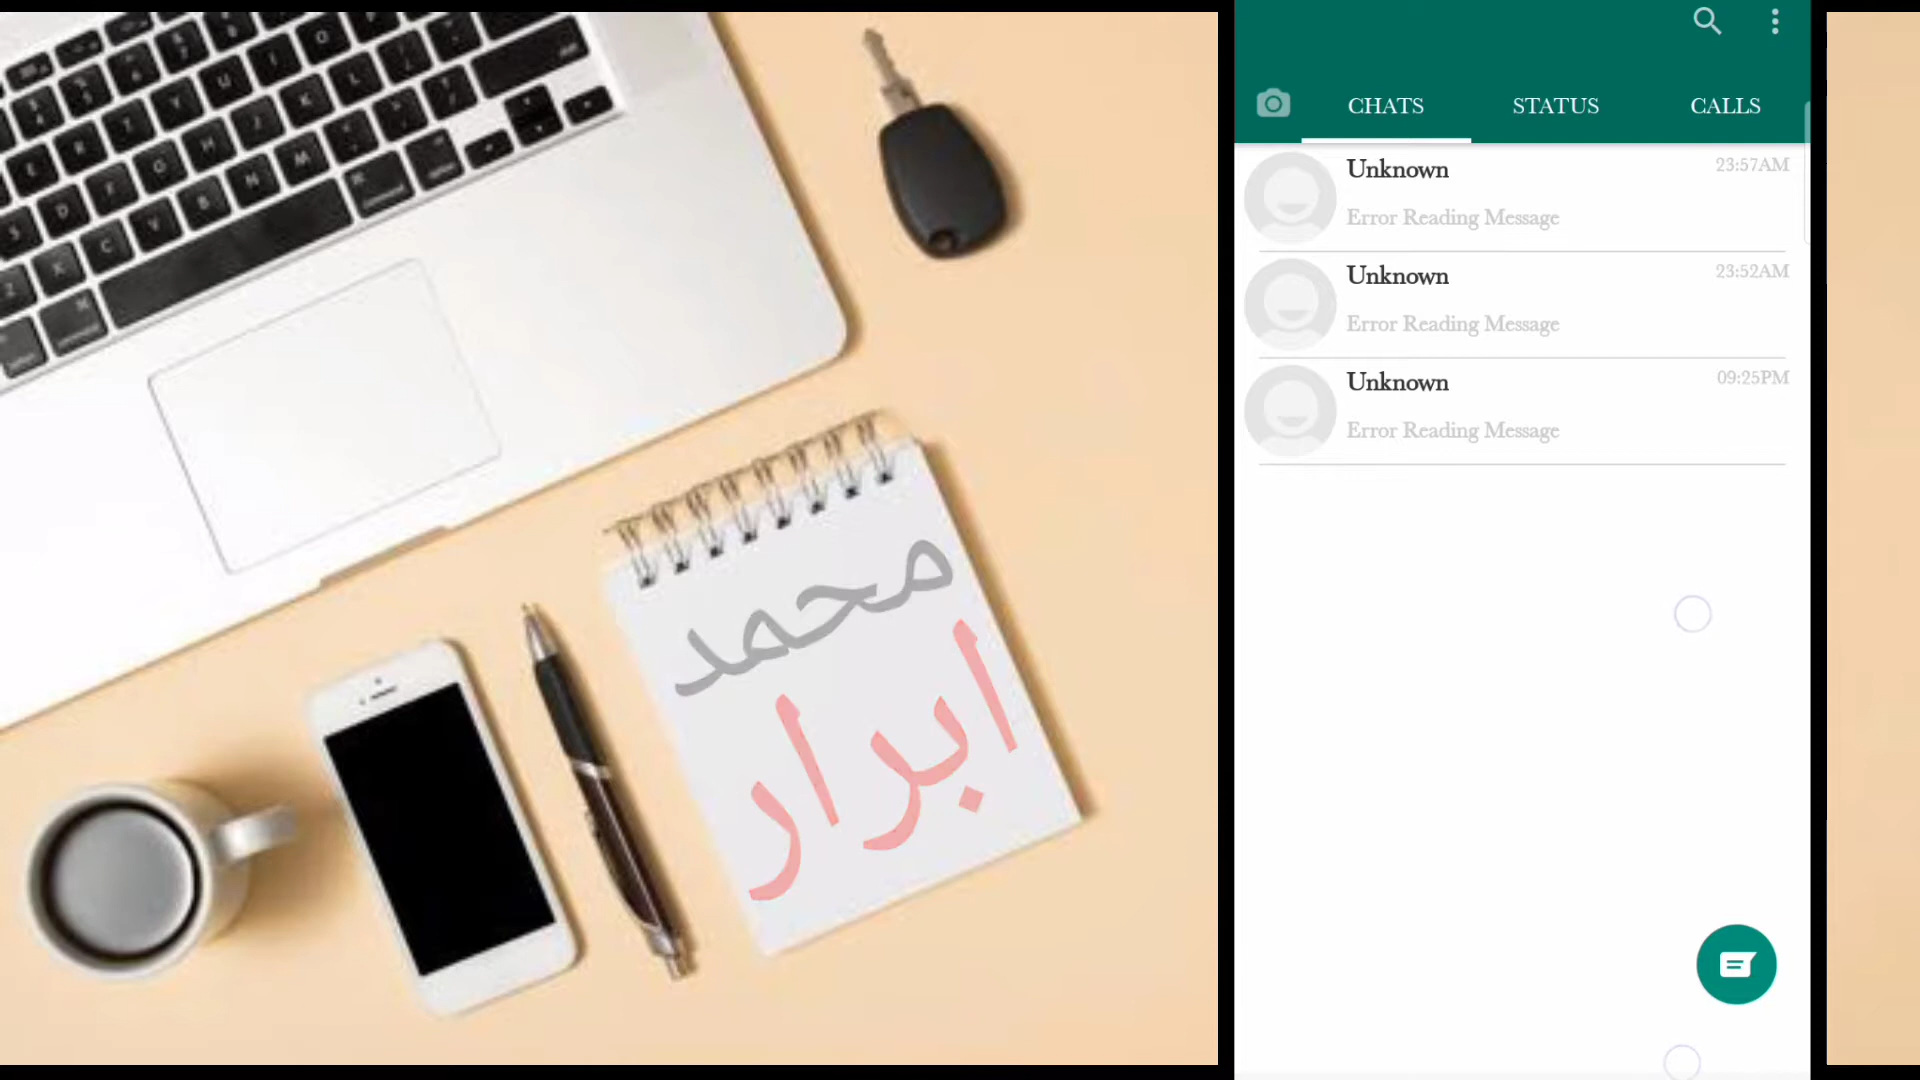 محمد
ابرار
CHATS
STATUS
CALLS
Unknown
23:57AM
Error Reading Message
Unknown
23:52AM
Error Reading Message
Unknown
09:25PM
Error Reading Message